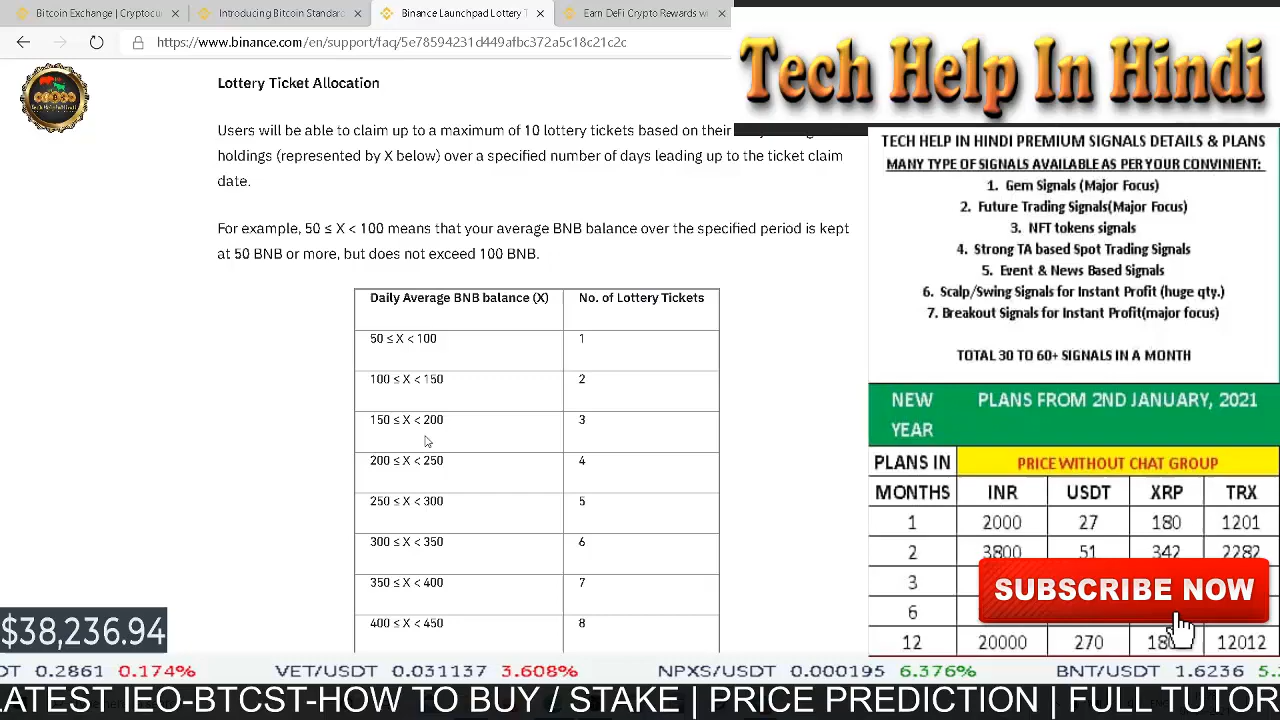 Bitcoin Exchange | Cryptocu
Introducing Bitcoin Standar
Binance Launchpad Lottery T
Earn DeFi Crypto Rewards wi
https://www.binance.com/en/support/faq/5e78594231d449afbc372a5c18c21c2c
Tech Help In Hindi
Lottery Ticket Allocation
Users will be able to claim up to a maximum of 10 lottery tickets based on their
holdings (represented by X below) over a specified number of days leading up to the ticket claim
date.
For example, 50 ≤ X < 100 means that your average BNB balance over the specified period is kept
at 50 BNB or more, but does not exceed 100 BNB.
Daily Average BNB balance (X) No. of Lottery Tickets
50 ≤ X < 100 1
100 ≤ X < 150 2
150 ≤ X < 200 3
200 ≤ X < 250 4
250 ≤ X < 300 5
300 ≤ X < 350 6
350 ≤ X < 400 7
400 ≤ X < 450 8
TECH HELP IN HINDI PREMIUM SIGNALS DETAILS & PLANS
MANY TYPE OF SIGNALS AVAILABLE AS PER YOUR CONVINIENT:
1. Gem Signals (Major Focus)
2. Future Trading Signals(Major Focus)
3. NFT tokens signals
4. Strong TA based Spot Trading Signals
5. Event & News Based Signals
6. Scalp/Swing Signals for Instant Profit (huge qty.)
7. Breakout Signals for Instant Profit(major focus)
TOTAL 30 TO 60+ SIGNALS IN A MONTH
NEW YEAR PLANS FROM 2ND JANUARY, 2021
PLANS IN MONTHS PRICE WITHOUT CHAT GROUP
INR USDT XRP TRX
1 2000 27 180 1201
2 3800 51 342 2282
3
6
12 20000 270 12012
SUBSCRIBE NOW
$38,236.94
DT 0.2861 0.174% VET/USDT 0.031137 3.608% NPXS/USDT 0.000195 6.376% BNT/USDT 1.6236 5.
LATEST IEO-BTCST-HOW TO BUY / STAKE | PRICE PREDICTION | FULL TUTOR